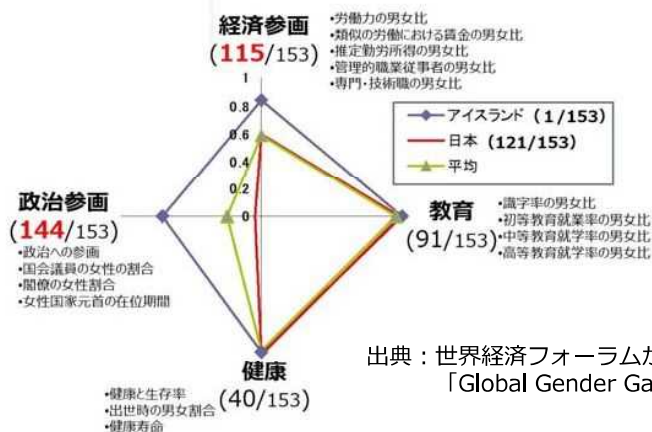 経済参画
(115/153)
•労働力の男女比
•類似の労働における賃金の男女比
•推定勤労所得の男女比
•管理的職業従事者の男女比
•専門・技術職の男女比
1
0.8
0.6
0.4
0.2
0
アイスランド (1/153)
日本 (121/153)
平均
政治参画
(144/153)
•政治への参画
•国会議員の女性の割合
•閣僚の女性割合
•女性国家元首の在位期間
教育
(91/153)
•識字率の男女比
•初等教育就業率の男女比
•中等教育就学率の男女比
•高等教育就学率の男女比
健康
(40/153)
•健康と生存率
•出世時の男女割合
•健康寿命
出典：世界経済フォーラムが
「Global Gender Ga